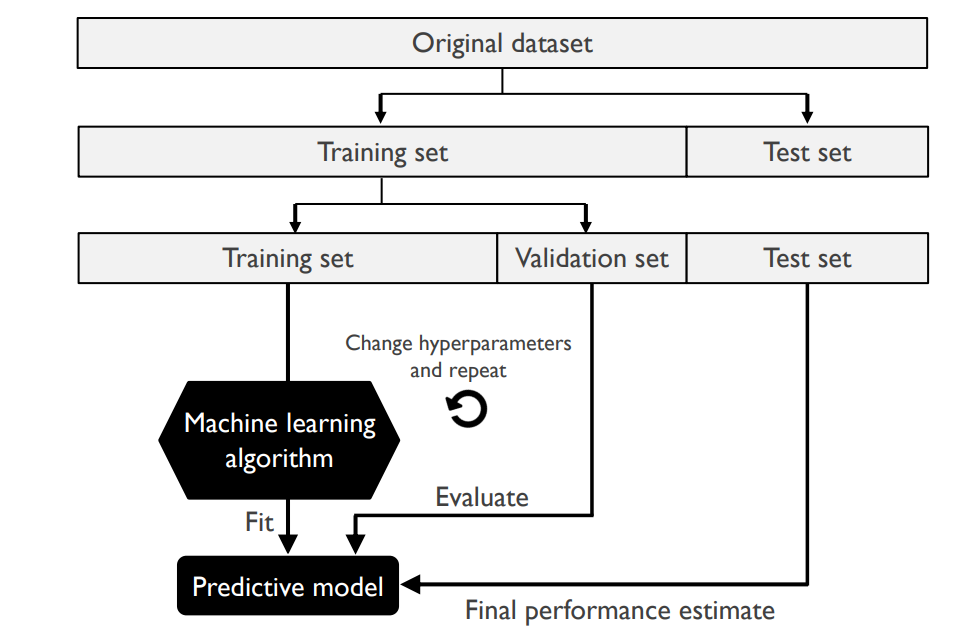 Original dataset
Training set
Test set
Training set
Validation set
Test set
Change hyperparameters
and repeat
Machine learning
algorithm
Evaluate
Fit
Predictive model
Final performance estimate